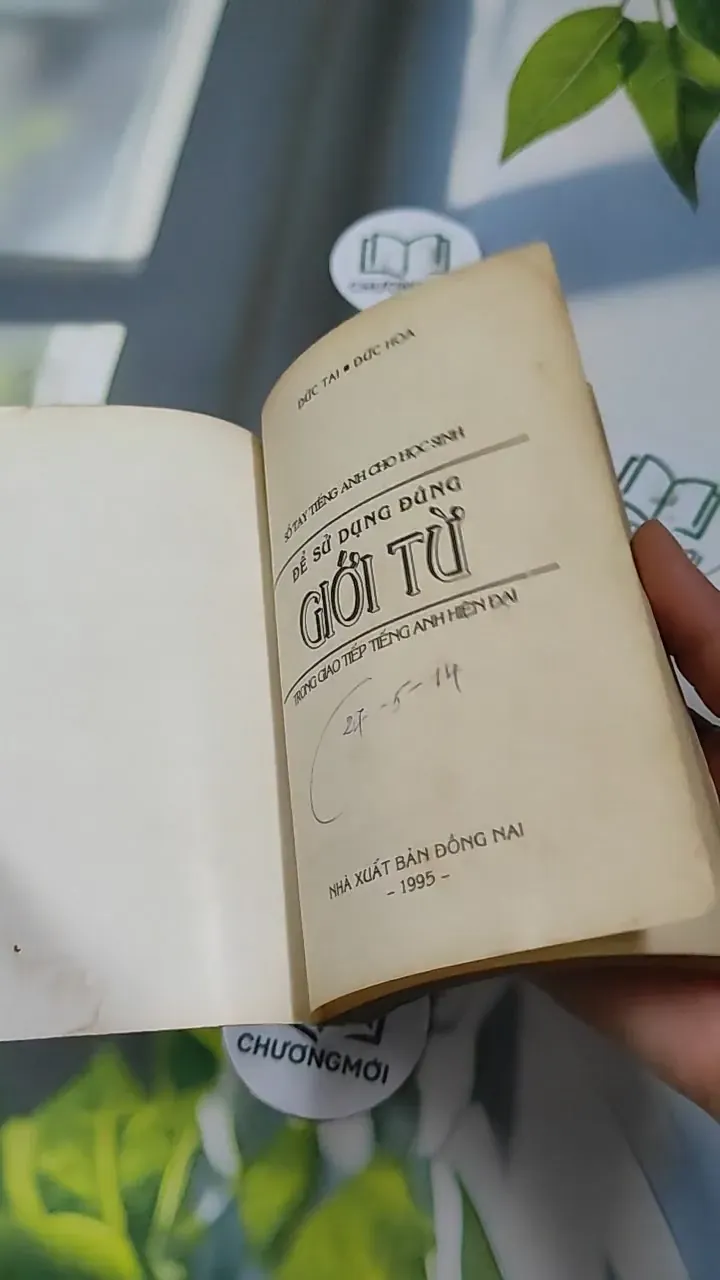 ĐỨC TÀI • ĐỨC HÒA
SỔ TAY TIẾNG ANH CHO HỌC SINH
ĐỂ SỬ DỤNG ĐÚNG
GIỚI TỪ
TRONG GIAO TIẾP TIẾNG ANH HIỆN ĐẠI
27-5-14
NHÀ XUẤT BẢN ĐỒNG NAI
- 1995 -
CHƯƠNGMỚI